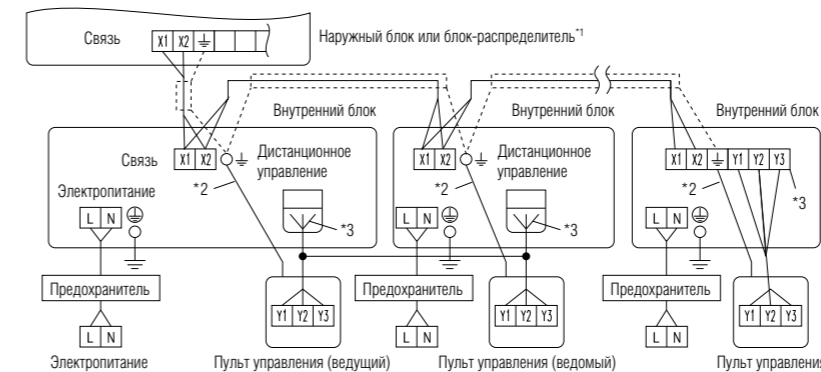 Связь X1 X2 Наружный блок или блок-распределитель*1
Внутренний блок Внутренний блок Внутренний блок
Связь X1 X2 Дистанционное управление X1 X2 Дистанционное управление X1 X2 Y1 Y2 Y3
*2 *2 *2 *3
Электропитание
L N *3 L N *3 L N
Предохранитель Предохранитель Предохранитель
Y1 Y2 Y3 Y1 Y2 Y3 Y1 Y2 Y3
L N L N L N
Электропитание Пульт управления (ведущий) Пульт управления (ведомый) Пульт управления